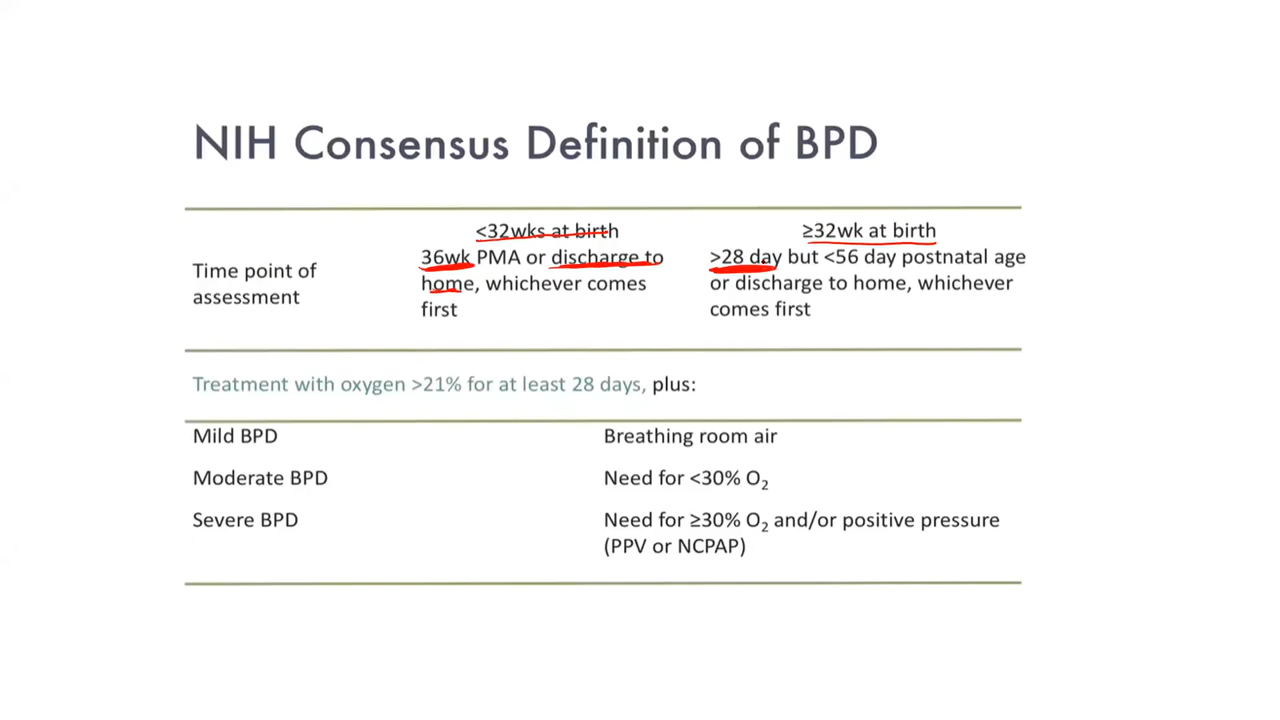 NIH Consensus Definition of BPD
<32wks at birth
≥32wk at birth
Time point of
assessment
36wk PMA or discharge to
home, whichever comes
first
>28 day but <56 day postnatal age
or discharge to home, whichever
comes first
Treatment with oxygen >21% for at least 28 days, plus:
Mild BPD
Breathing room air
Moderate BPD
Need for <30% O₂
Severe BPD
Need for ≥30% O₂ and/or positive pressure
(PPV or NCPAP)